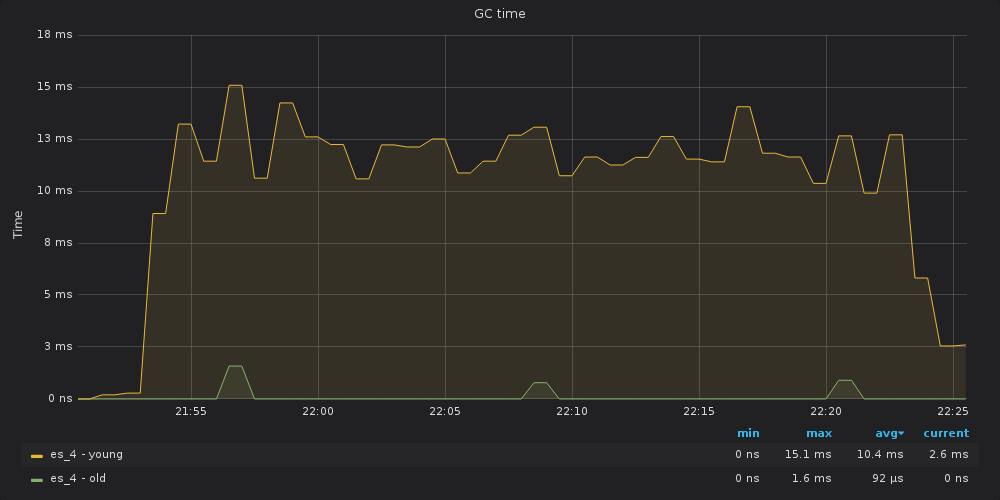 GC time
18 ms
15 ms
13 ms
10 ms
8 ms
5 ms
3 ms
0 ns
Time
21:55 22:00 22:05 22:10 22:15 22:20 22:25
min max avg current
es_4 - young 0 ns 15.1 ms 10.4 ms 2.6 ms
es_4 - old 0 ns 1.6 ms 92 µs 0 ns